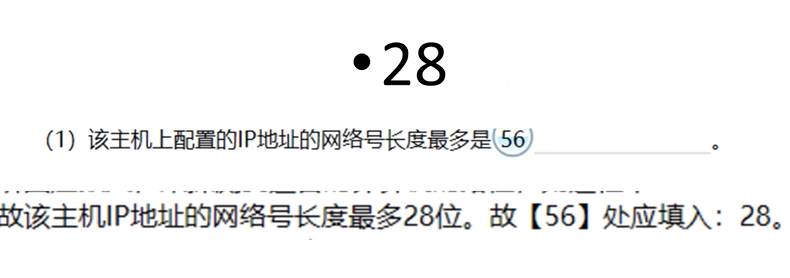 •28
（1）该主机上配置的IP地址的网络号长度最多是 56 。
故该主机IP地址的网络号长度最多28位。故【56】处应填入：28。